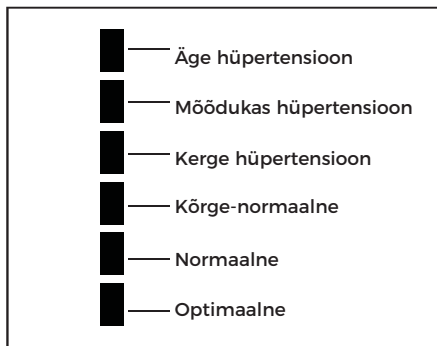 Äge hüpertensioon
Mõõdukas hüpertensioon
Kerge hüpertensioon
Kõrge-normaalne
Normaalne
Optimaalne